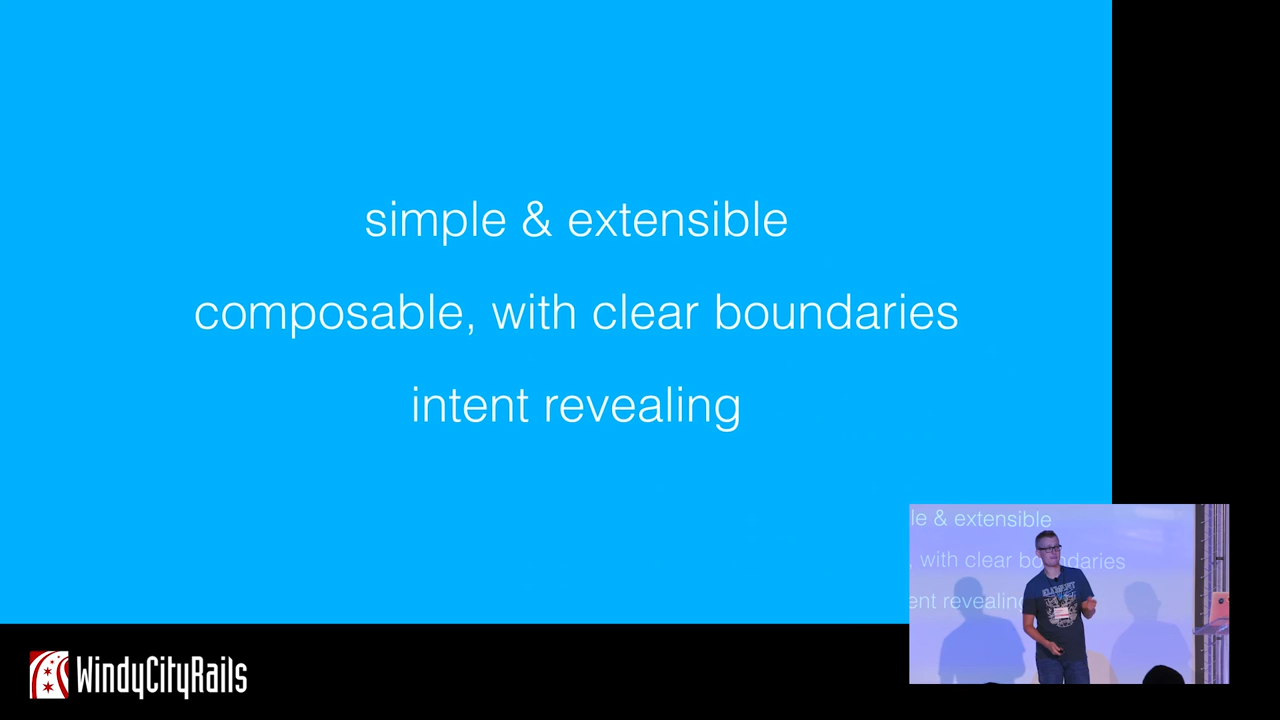 simple & extensible
composable, with clear boundaries
intent revealing
le & extensible
, with clear boundaries
ent revealing
WindyCityRails